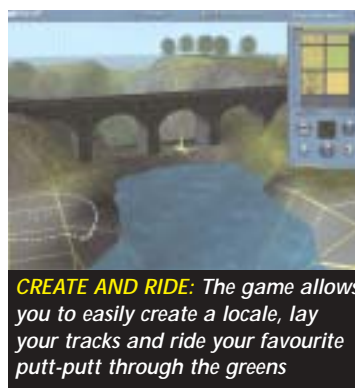 CREATE AND RIDE: The game allows
you to easily create a locale, lay
your tracks and ride your favourite
putt-putt through the greens